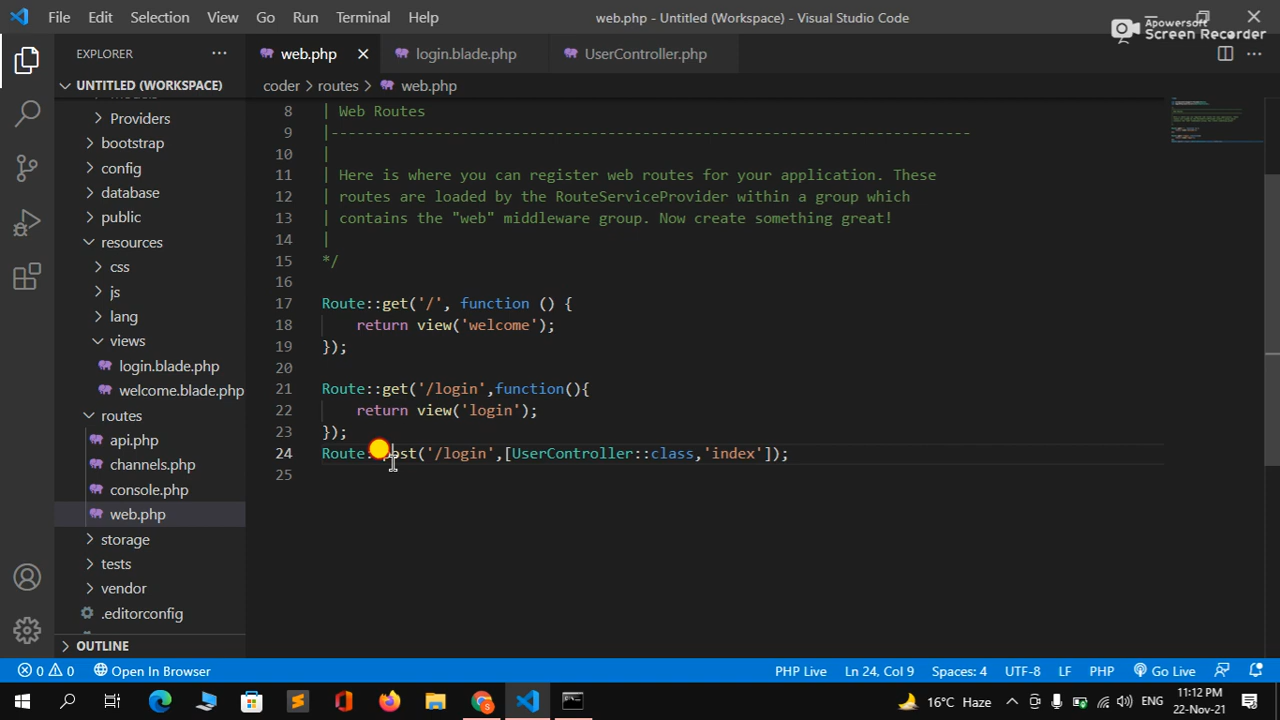 File Edit Selection View Go Run Terminal Help
web.php - Untitled (Workspace) - Visual Studio Code
Apowersoft
Screen Recorder
EXPLORER
web.php
login.blade.php
UserController.php
UNTITLED (WORKSPACE)
coder > routes > web.php
Providers
bootstrap
config
database
public
resources
css
js
lang
views
login.blade.php
welcome.blade.php
routes
api.php
channels.php
console.php
web.php
storage
tests
vendor
.editorconfig
OUTLINE
8 | Web Routes
9 |--------------------------------------------------------------------------
10 |
11 | Here is where you can register web routes for your application. These
12 | routes are loaded by the RouteServiceProvider within a group which
13 | contains the "web" middleware group. Now create something great!
14 |
15 */
16
17 Route::get('/', function () {
18 return view('welcome');
19 });
20
21 Route::get('/login',function(){
22 return view('login');
23 });
24 Route::post('/login',[UserController::class,'index']);
25
0 0 Open In Browser
PHP Live Ln 24, Col 9 Spaces: 4 UTF-8 LF PHP Go Live
16°C Haze ENG 11:12 PM
22-Nov-21